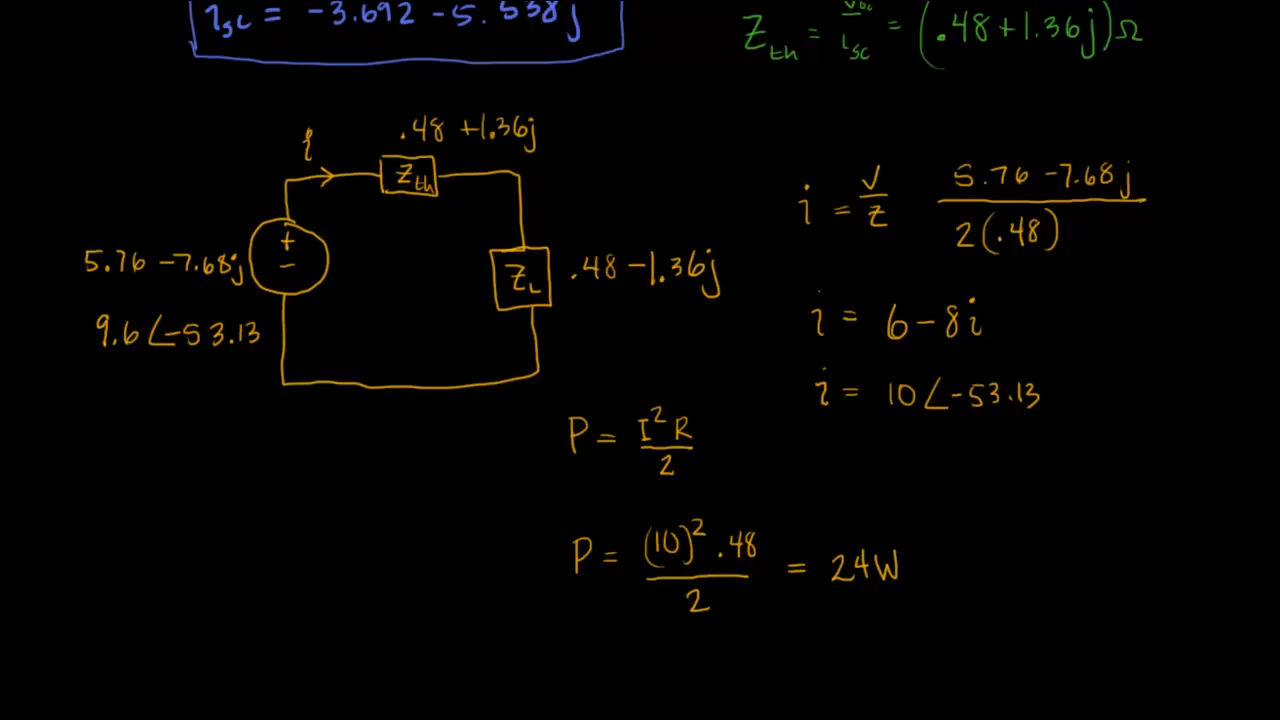 isc = -3.692 -5.538j
Zth = Voc/isc = (.48+1.36j)Ω
i
.48 +1.36j
Zth
+
-
5.76 -7.68j
9.6∠-53.13
ZL
.48 -1.36j
i = V/Z 5.76 -7.68j / 2(.48)
i = 6-8i
i = 10∠-53.13
P = I²R/2
P = (10)² .48 / 2 = 24W